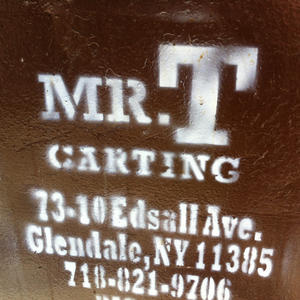 MR. T
CARTING
73-10 Edsall Ave.
Glendale, NY 11385
718-821-9706